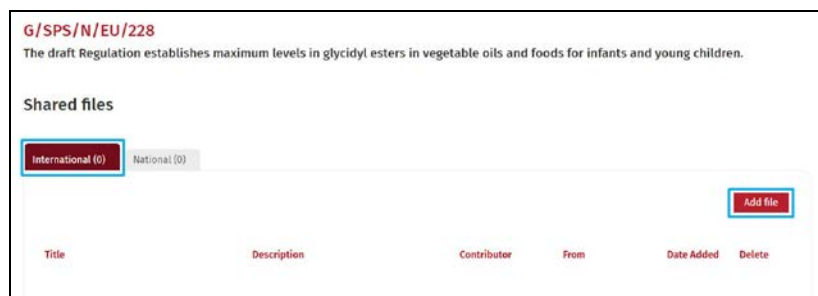 G/SPS/N/EU/228
The draft Regulation establishes maximum levels in glycidyl esters in vegetable oils and foods for infants and young children.
Shared files
International (0) National (0)
Add file
Title Description Contributor From Date Added Delete